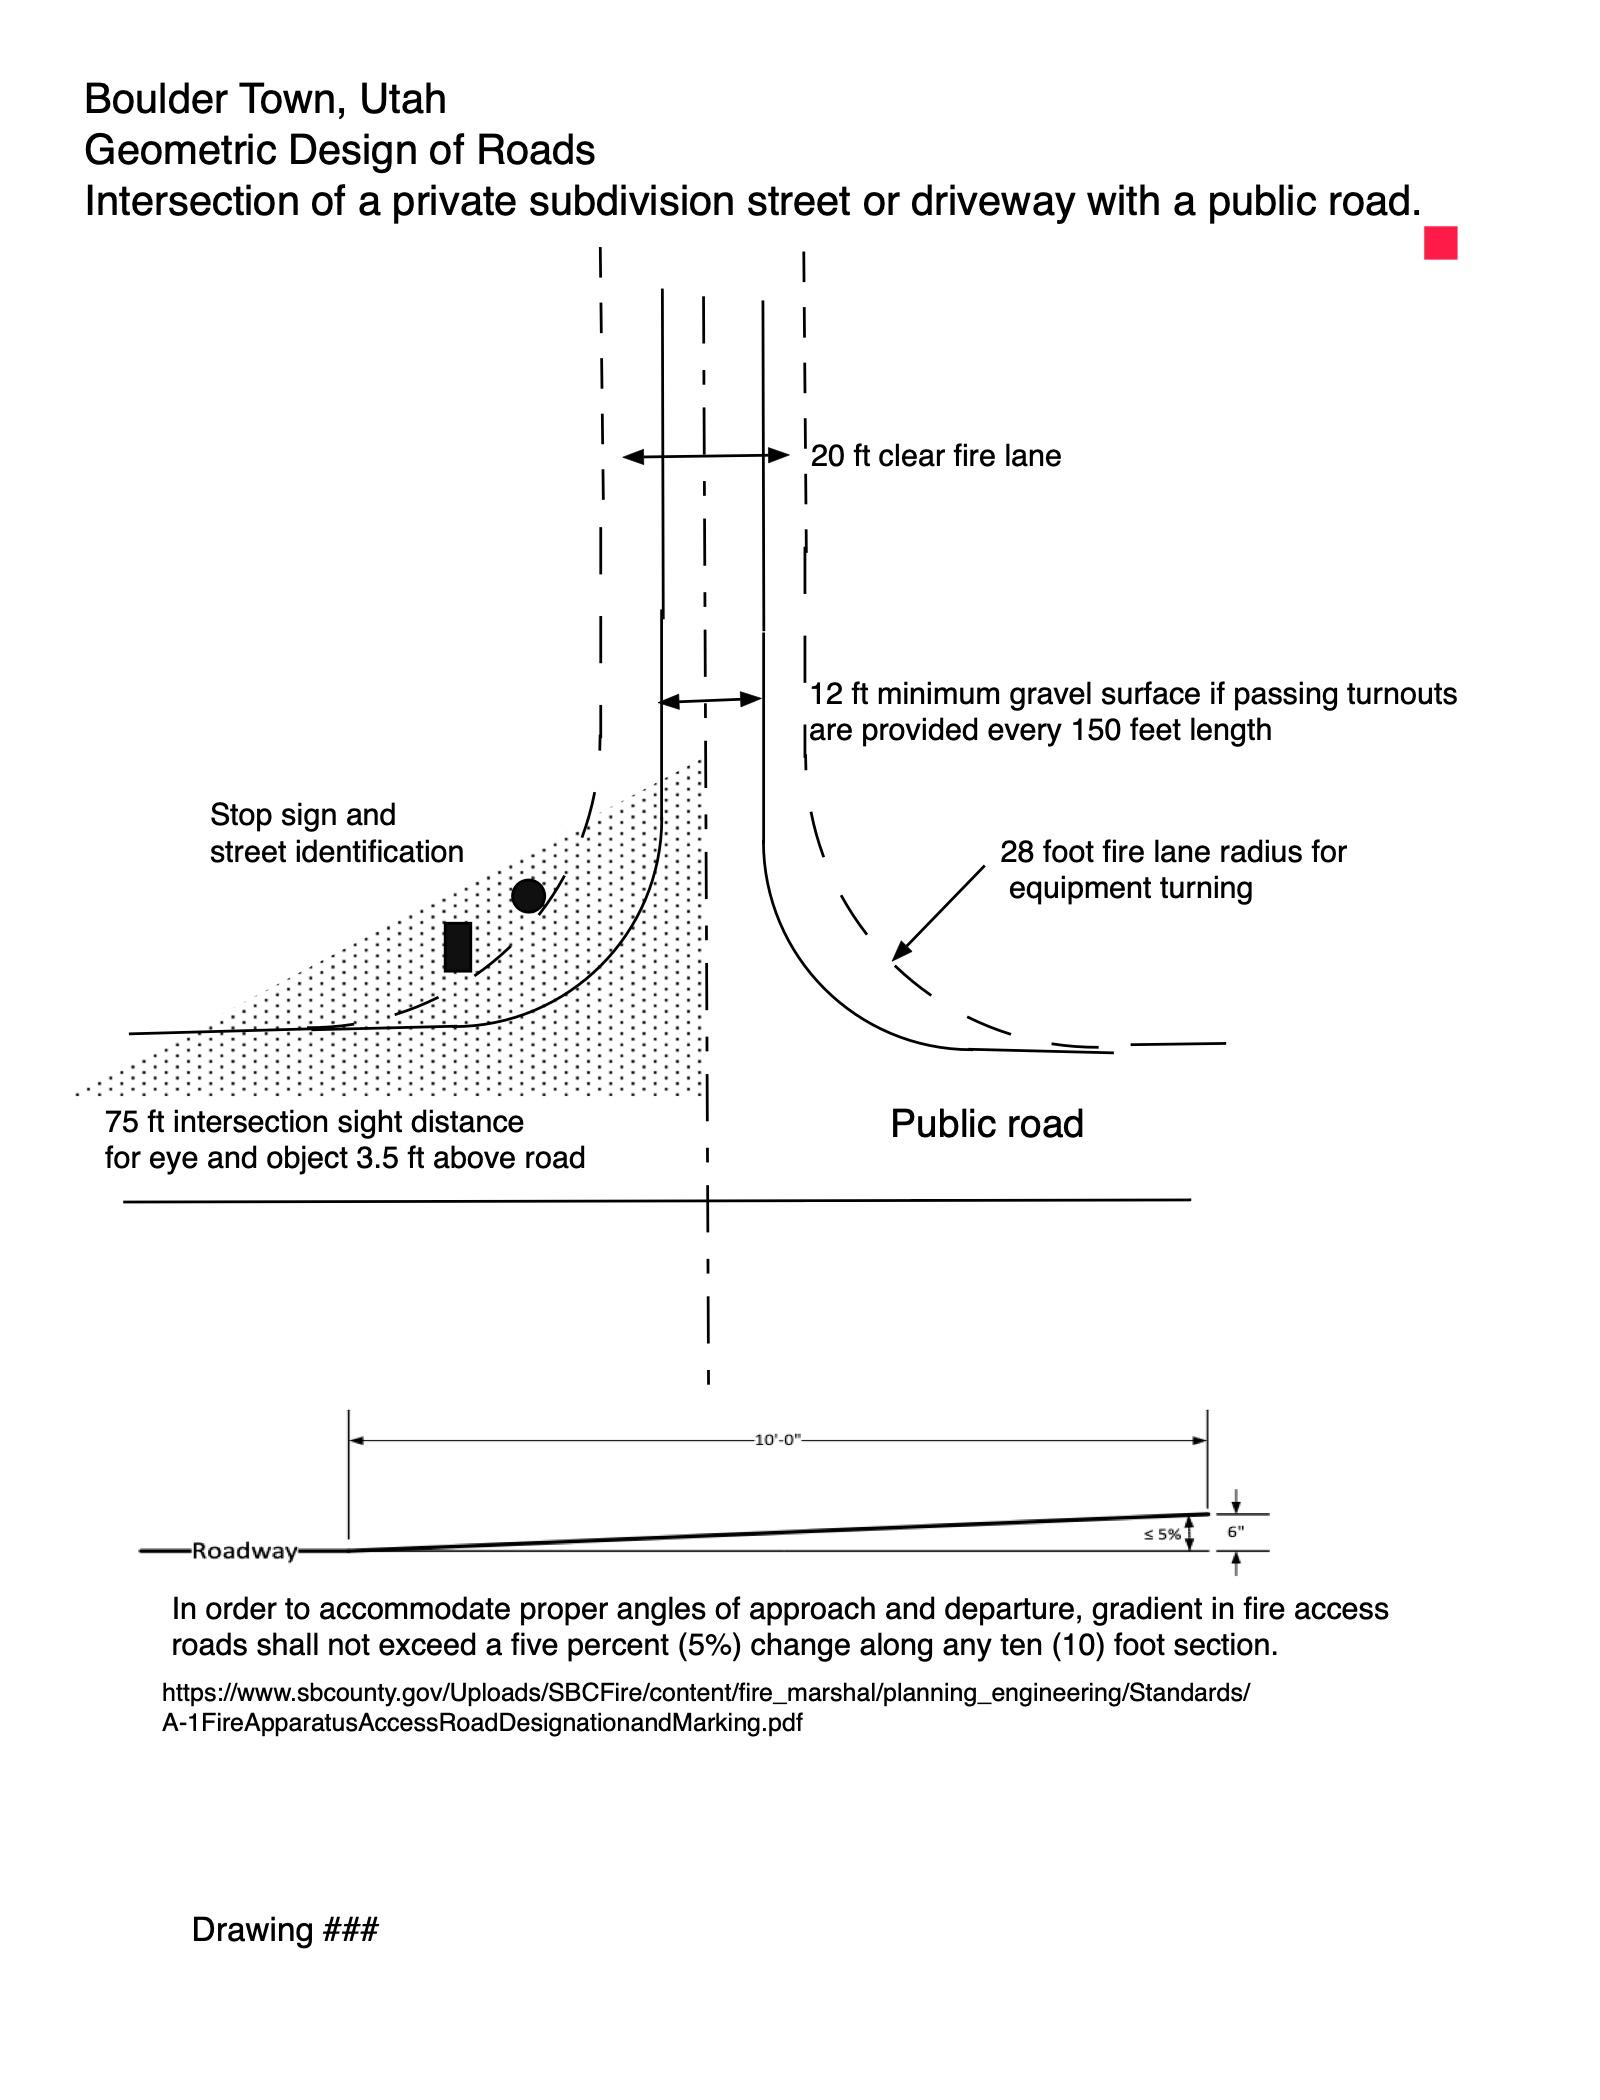 Boulder Town, Utah
Geometric Design of Roads
Intersection of a private subdivision street or driveway with a public road.
20 ft clear fire lane
12 ft minimum gravel surface if passing turnouts
are provided every 150 feet length
Stop sign and
street identification
28 foot fire lane radius for
equipment turning
75 ft intersection sight distance
for eye and object 3.5 ft above road
Public road
10'-0"
≤ 5%
6"
Roadway
In order to accommodate proper angles of approach and departure, gradient in fire access
roads shall not exceed a five percent (5%) change along any ten (10) foot section.
https://www.sbcounty.gov/Uploads/SBCFire/content/fire_marshal/planning_engineering/Standards/
A-1FireApparatusAccessRoadDesignationandMarking.pdf
Drawing ###